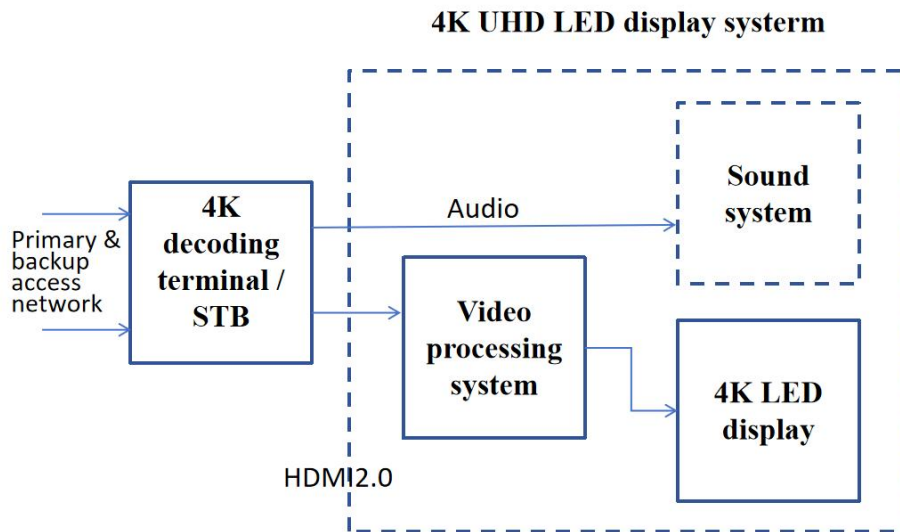 4K UHD LED display systerm
Primary &
backup
access
network
4K
decoding
terminal /
STB
Audio
Sound
system
Video
processing
system
4K LED
display
HDMI2.0